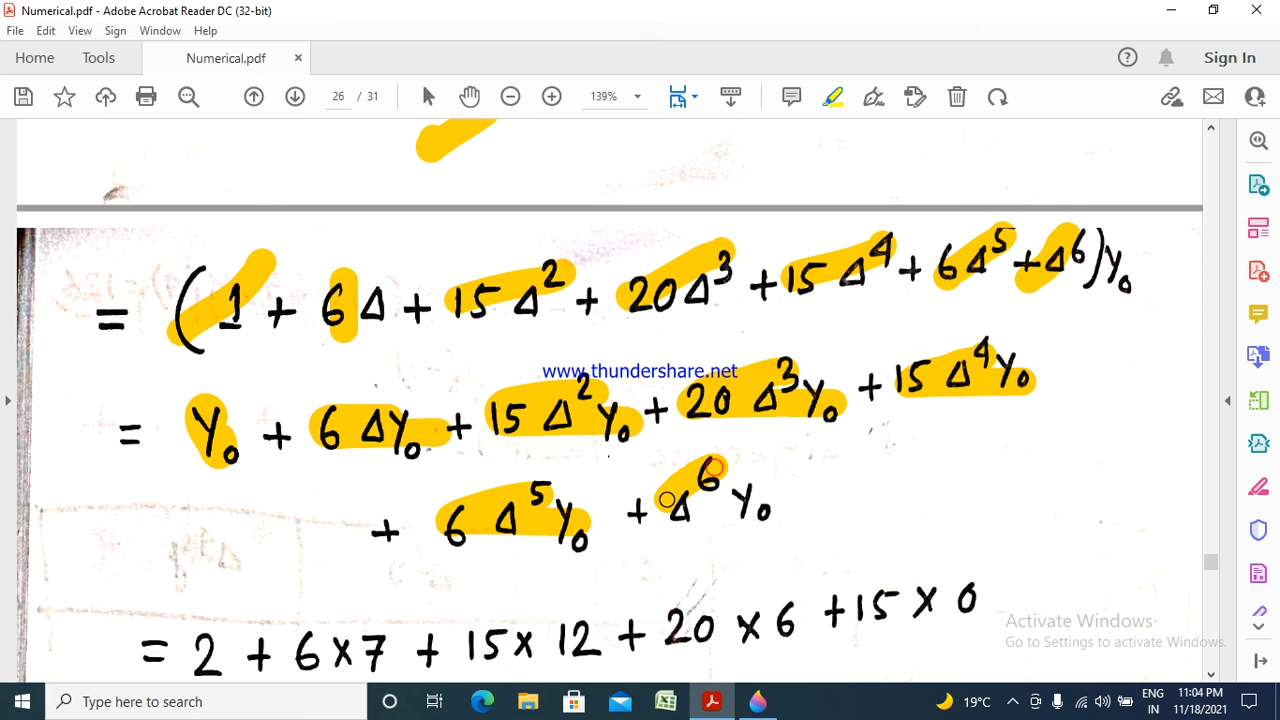 Numerical.pdf - Adobe Acrobat Reader DC (32-bit)
File Edit View Sign Window Help
Home Tools Numerical.pdf × Sign In
26 / 31 139%
= (1 + 6Δ + 15Δ² + 20Δ³ + 15Δ⁴ + 6Δ⁵ + Δ⁶)y₀
www.thundershare.net
= y₀ + 6Δy₀ + 15Δ²y₀ + 20Δ³y₀ + 15Δ⁴y₀
+ 6Δ⁵y₀ + Δ⁶y₀
= 2 + 6×7 + 15×12 + 20×6 + 15×0
Activate Windows
Go to Settings to activate Windows.
Type here to search
19°C
ENG 11:04 PM
IN 11/18/2021